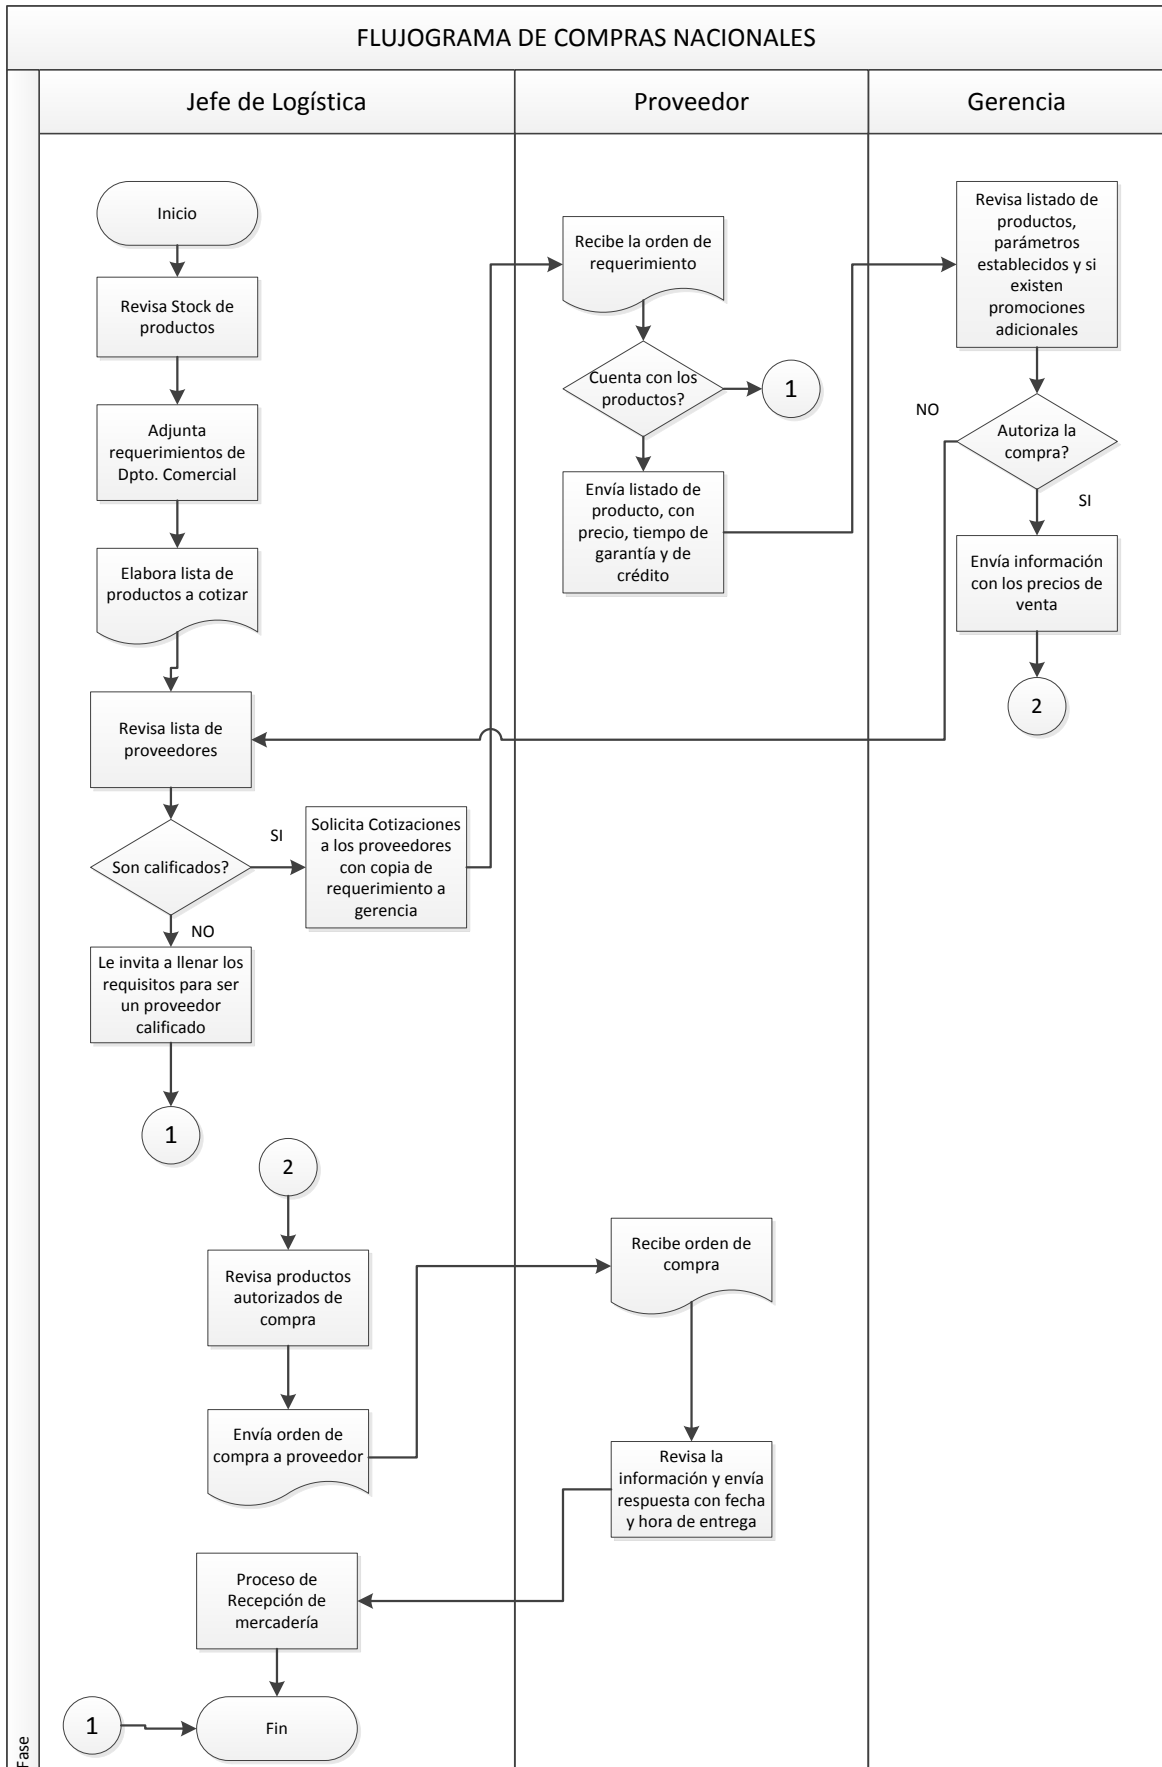 FLUJOGRAMA DE COMPRAS NACIONALES
Jefe de Logística
Proveedor
Gerencia
Inicio
Revisa Stock de
productos
Adjunta
requerimientos de
Dpto. Comercial
Elabora lista de
productos a cotizar
Revisa lista de
proveedores
Son calificados?
SI
NO
Solicita Cotizaciones
a los proveedores
con copia de
requerimiento a
gerencia
Le invita a llenar los
requisitos para ser
un proveedor
calificado
1
Recibe la orden de
requerimiento
Cuenta con los
productos?
1
Envía listado de
producto, con
precio, tiempo de
garantía y de
crédito
Revisa listado de
productos,
parámetros
establecidos y si
existen
promociones
adicionales
NO
Autoriza la
compra?
SI
Envía información
con los precios de
venta
2
2
Revisa productos
autorizados de
compra
Envía orden de
compra a proveedor
Recibe orden de
compra
Revisa la
información y envía
respuesta con fecha
y hora de entrega
Proceso de
Recepción de
mercadería
1
Fin
Fase